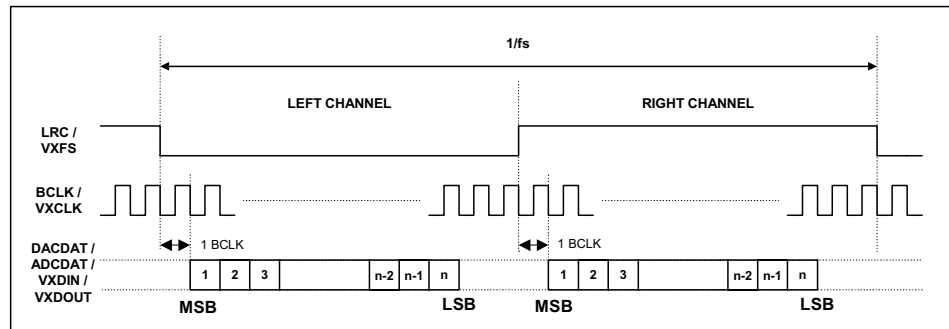 1/fs
LEFT CHANNEL RIGHT CHANNEL
LRC /
VXFS
BCLK /
VXCLK
DACDAT /
ADCDAT /
VXDIN /
VXDOUT
1 BCLK 1 BCLK
1 2 3 n-2 n-1 n 1 2 3 n-2 n-1 n
MSB LSB MSB LSB